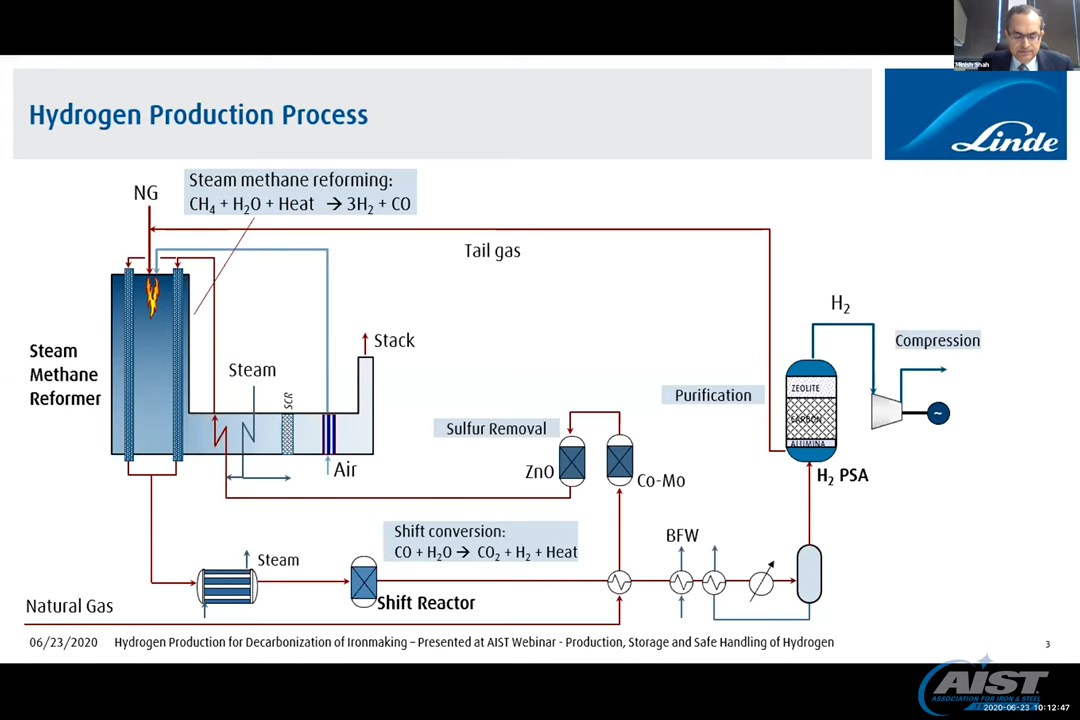 Minish Shah
Hydrogen Production Process
Linde
Steam methane reforming:
CH₄ + H₂O + Heat → 3H₂ + CO
NG
Tail gas
H₂
Compression
Stack
Steam
Methane
Reformer
Steam
SCR
Purification
ZEOLITE
CARBON
ALUMINA
~
Sulfur Removal
Air
ZnO
Co-Mo
H₂ PSA
Shift conversion:
CO + H₂O → CO₂ + H₂ + Heat
BFW
Steam
Shift Reactor
Natural Gas
06/23/2020 Hydrogen Production for Decarbonization of Ironmaking – Presented at AIST Webinar - Production, Storage and Safe Handling of Hydrogen 3
AIST
ASSOCIATION FOR IRON & STEEL
2020-06-23 10:12:47